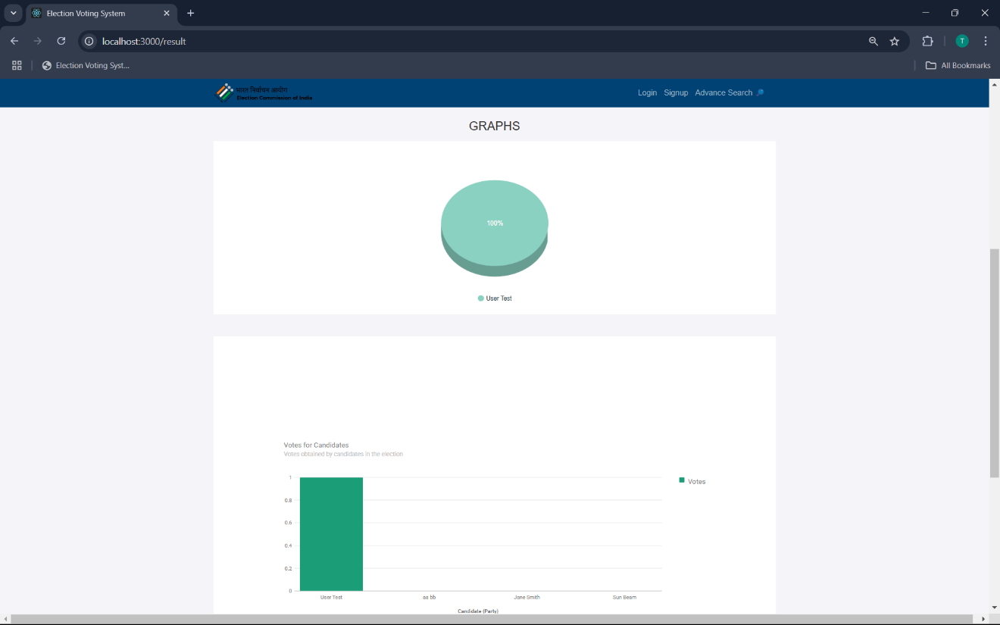 Election Voting System
localhost:3000/result
T
Election Voting Syst...
All Bookmarks
भारत निर्वाचन आयोग
Election Commission of India
Login Signup Advance Search
GRAPHS
100%
User Test
Votes for Candidates
Votes obtained by candidates in the election
1
0.8
0.6
0.4
0.2
0
Votes
User Test aa bb Jane Smith Sun Beam
Candidate (Party)